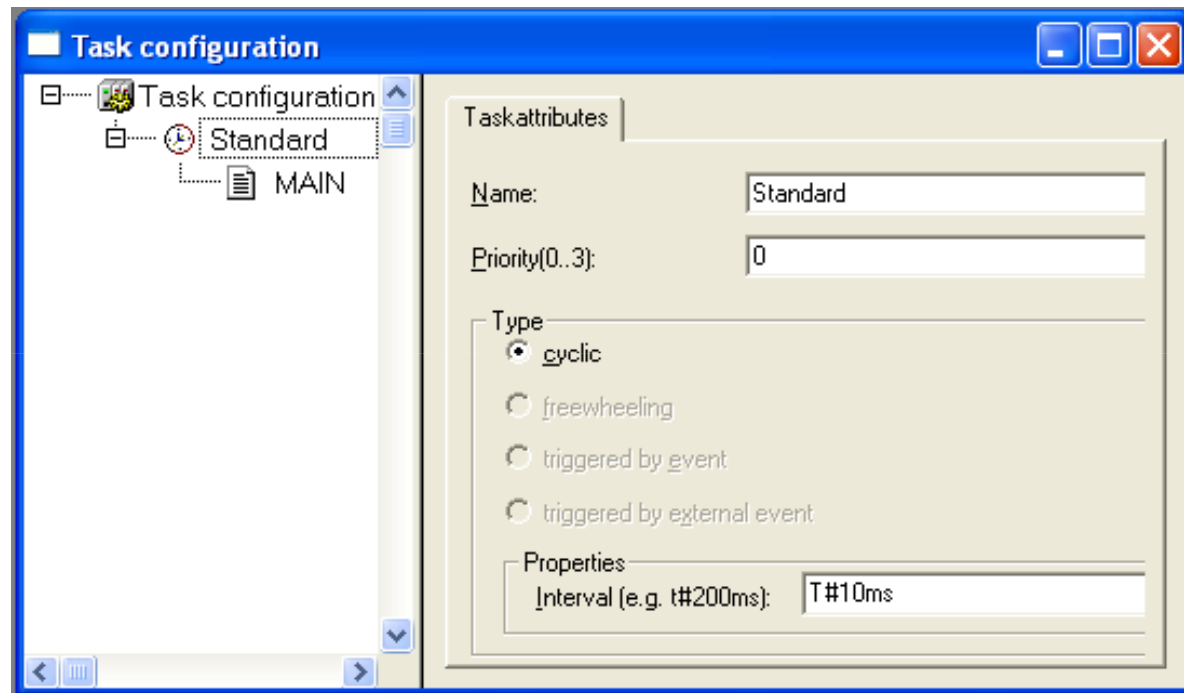 Task configuration
Task configuration
Standard
MAIN
Taskattributes
Name: Standard
Priority(0..3): 0
Type
cyclic
freewheeling
triggered by event
triggered by external event
Properties
Interval (e.g. t#200ms): T#10ms